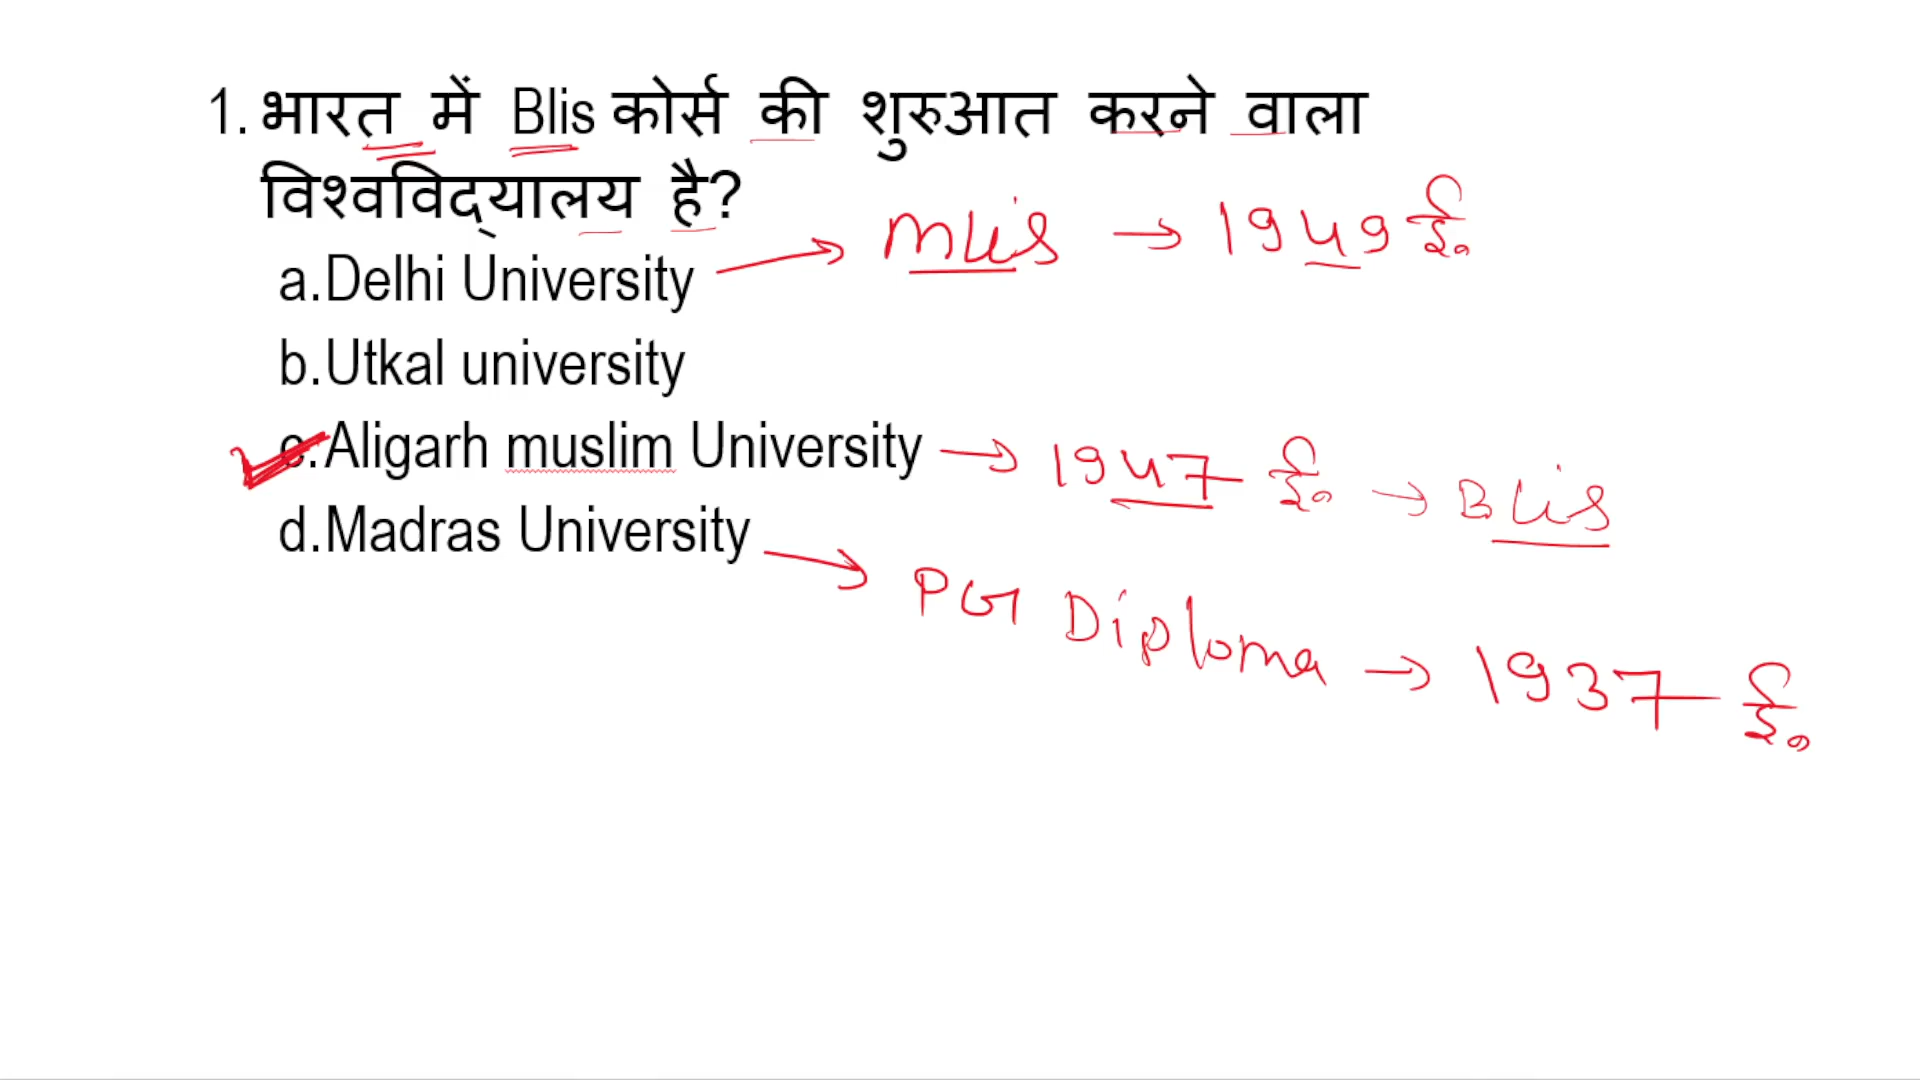 1. भारत में Blis कोर्स की शुरुआत करने वाला
विश्वविद्यालय है?
a.Delhi University → MLis → 1949 ई०
b.Utkal university
c.Aligarh muslim University → 1947 ई० → BLis
d.Madras University → PG Diploma → 1937 ई०